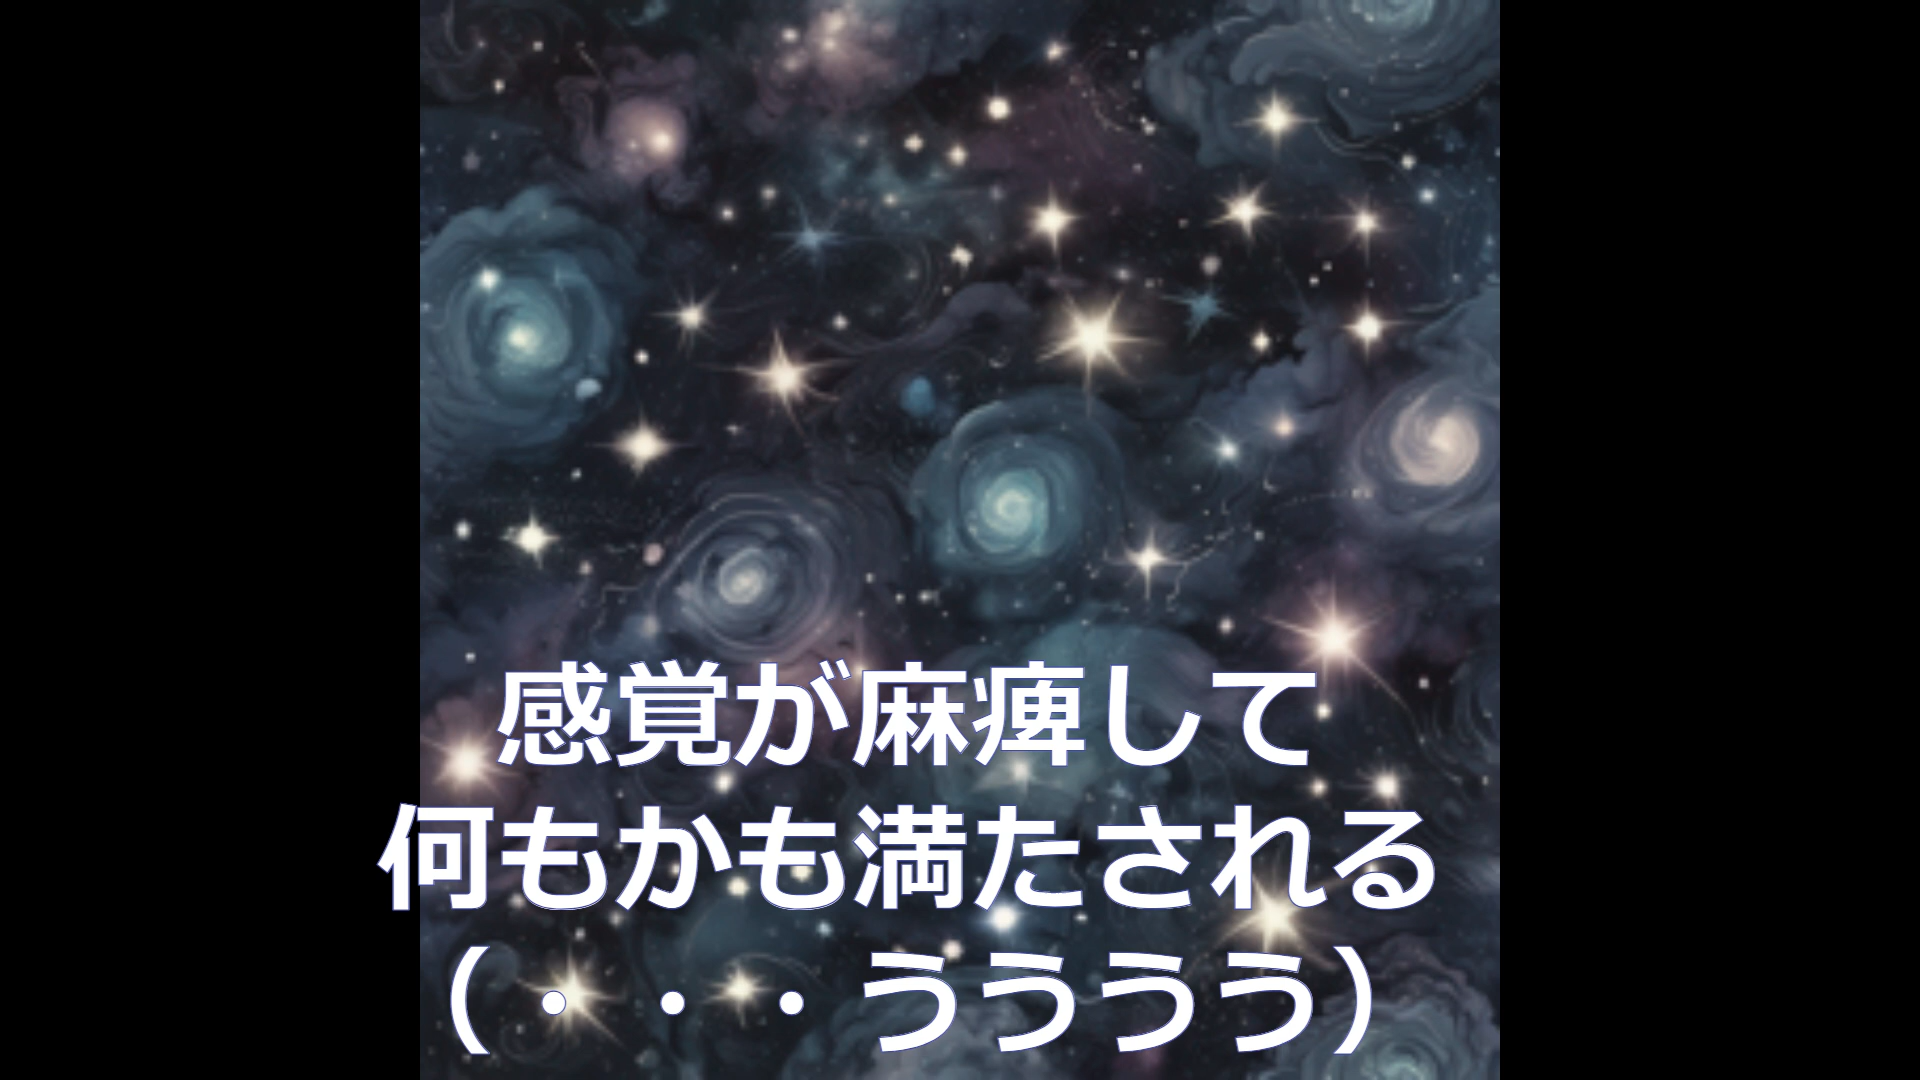 感覚が麻痺して
何もかも満たされる
（・・・うううう）